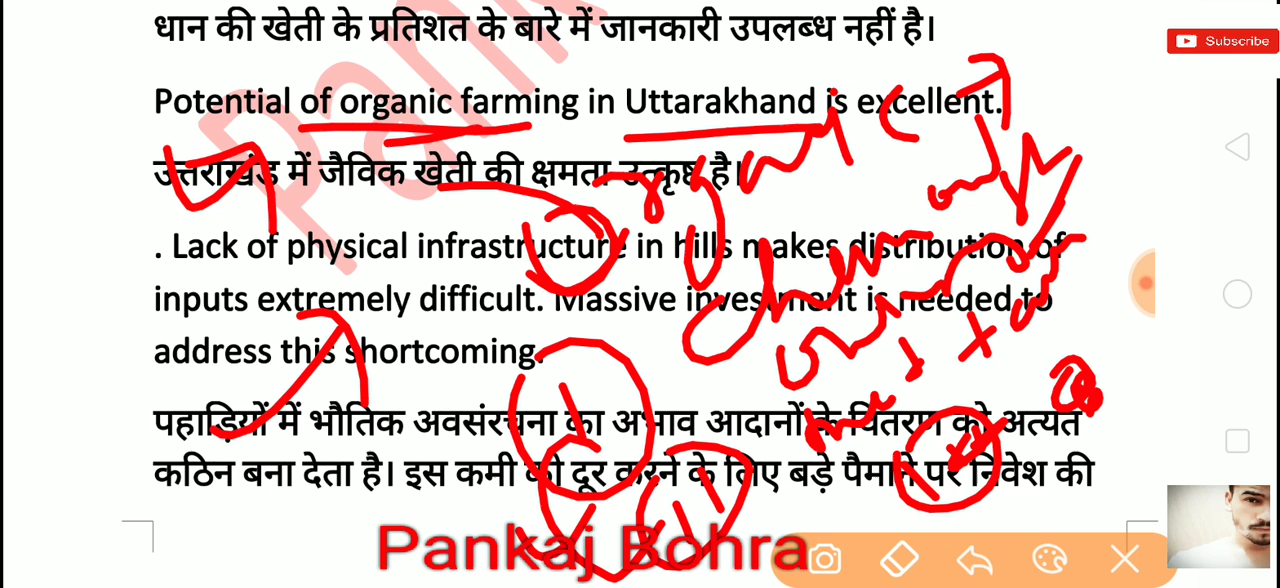 धान की खेती के प्रतिशत के बारे में जानकारी उपलब्ध नहीं है।
Subscribe
Potential of organic farming in Uttarakhand is excellent.
उत्तराखंड में जैविक खेती की क्षमता उत्कृष्ट है।
organic
. Lack of physical infrastructure in hills makes distribution of
inputs extremely difficult. Massive investment is needed to
address this shortcoming.
पहाड़ियों में भौतिक अवसंरचना का अभाव आदानों के वितरण को अत्यंत
कठिन बना देता है। इस कमी को दूर करने के लिए बड़े पैमाने पर निवेश की
Pankaj Bohra